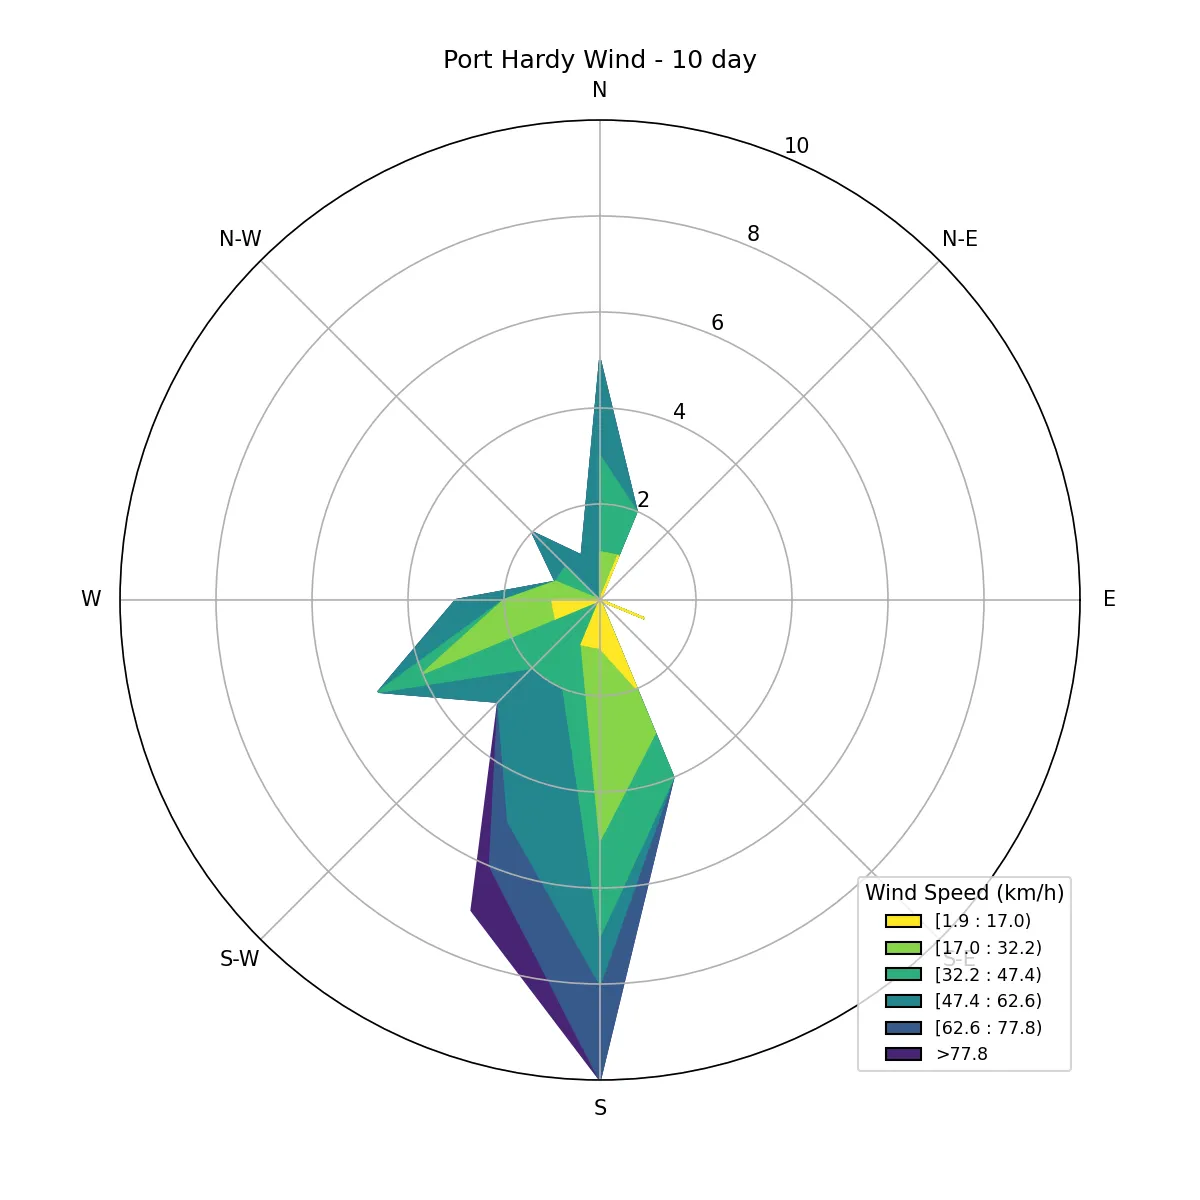 Port Hardy Wind - 10 day
N
10
N-W
8
N-E
6
4
2
W
E
Wind Speed (km/h)
[1.9 : 17.0)
[17.0 : 32.2)
S-W
S-E
[32.2 : 47.4)
[47.4 : 62.6)
[62.6 : 77.8)
>77.8
S